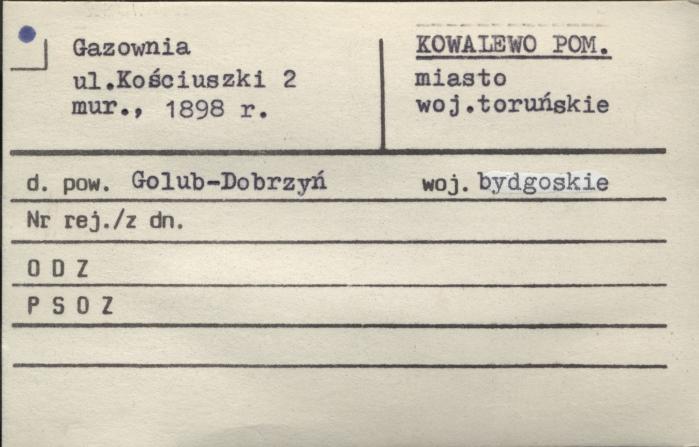 Gazownia
ul.Kościuszki 2
mur., 1898 r.
KOWALEWO POM.
miasto
woj.toruńskie
d. pow. Golub-Dobrzyń woj. bydgoskie
Nr rej./z dn.
O D Z
P S O Z